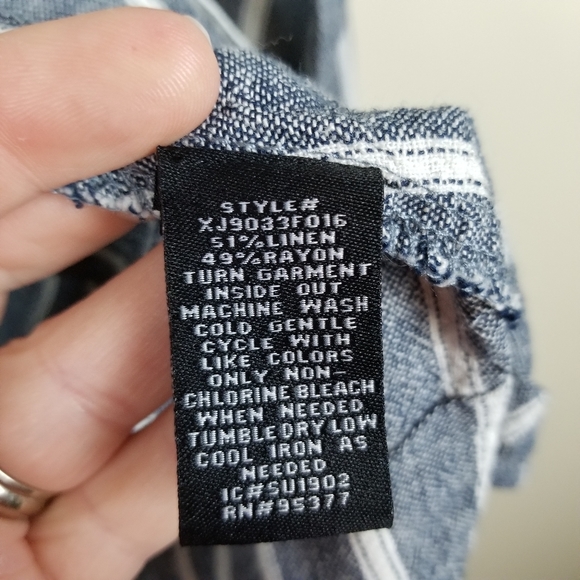 STYLE#
XJ9033F016
51%LINEN
49%RAYON
TURN GARMENT
INSIDE OUT
MACHINE WASH
COLD GENTLE
CYCLE WITH
LIKE COLORS
ONLY NON-
CHLORINE BLEACH
WHEN NEEDED
TUMBLE DRY LOW
COOL IRON AS
NEEDED
IC#SU1902
RN#95377